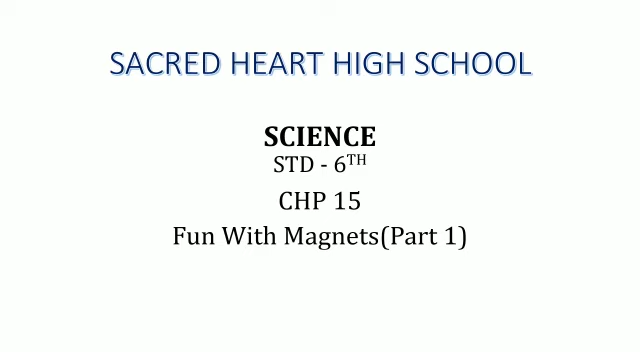 SACRED HEART HIGH SCHOOL
SCIENCE
STD - 6TH
CHP 15
Fun With Magnets(Part 1)